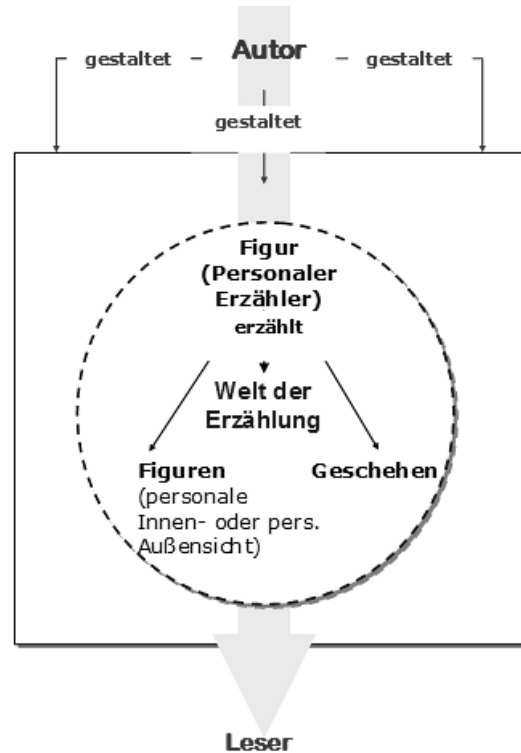 Autor
gestaltet
gestaltet
gestaltet
Figur
(Personaler
Erzähler)
erzählt
Welt der
Erzählung
Figuren
(personale
Innen- oder pers.
Außensicht)
Geschehen
Leser